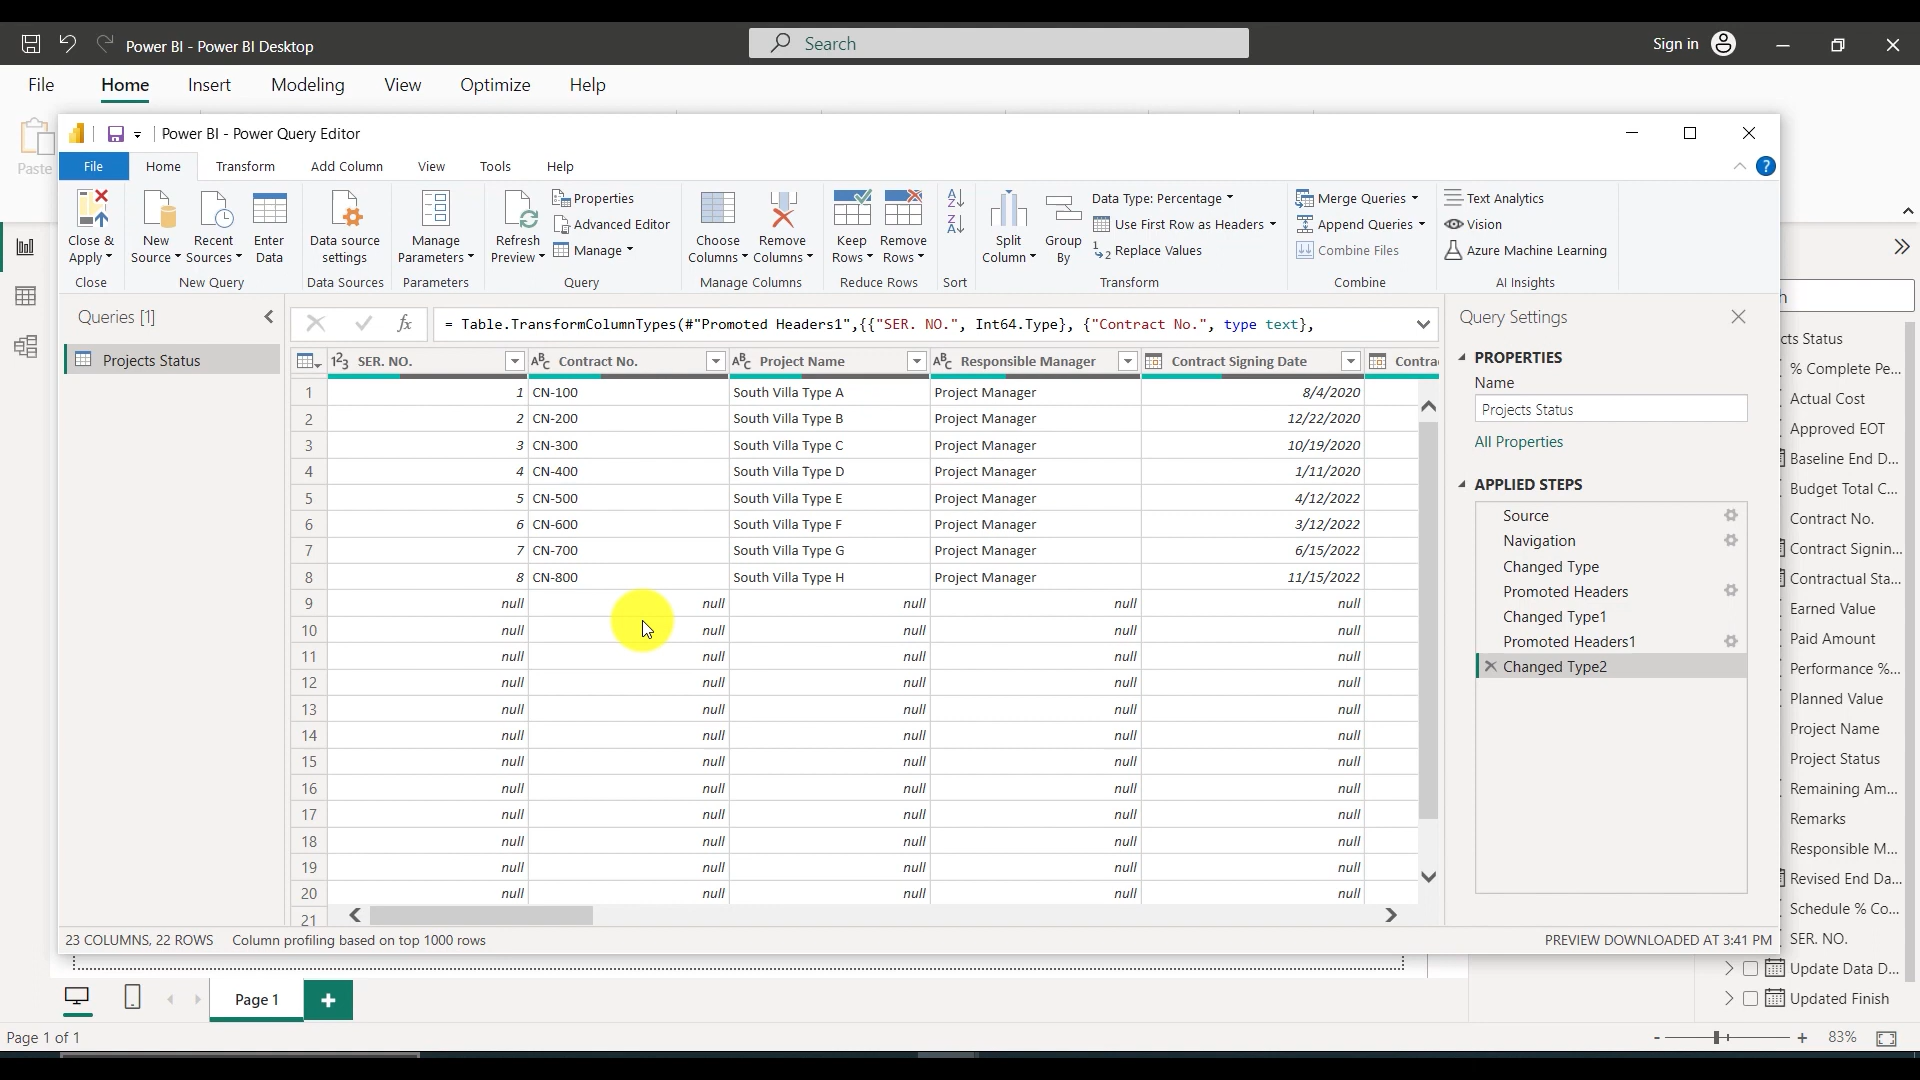 Power BI - Power BI Desktop
Search
Sign in
File Home Insert Modeling View Optimize Help
Paste
Power BI - Power Query Editor
File Home Transform Add Column View Tools Help
Close & Apply
New Source
Recent Sources
Enter Data
Data source settings
Manage Parameters
Refresh Preview
Properties
Advanced Editor
Manage
Choose Columns
Remove Columns
Keep Rows
Remove Rows
Split Column
Group By
Data Type: Percentage
Use First Row as Headers
Replace Values
Merge Queries
Append Queries
Combine Files
Text Analytics
Vision
Azure Machine Learning
Close New Query Data Sources Parameters Query Manage Columns Reduce Rows Sort Transform Combine AI Insights
Queries [1]
Projects Status
fx = Table.TransformColumnTypes(#"Promoted Headers1",{{"SER. NO.", Int64.Type}, {"Contract No.", type text},
SER. NO. Contract No. Project Name Responsible Manager Contract Signing Date Contra
1 1 CN-100 South Villa Type A Project Manager 8/4/2020
2 2 CN-200 South Villa Type B Project Manager 12/22/2020
3 3 CN-300 South Villa Type C Project Manager 10/19/2020
4 4 CN-400 South Villa Type D Project Manager 1/11/2020
5 5 CN-500 South Villa Type E Project Manager 4/12/2022
6 6 CN-600 South Villa Type F Project Manager 3/12/2022
7 7 CN-700 South Villa Type G Project Manager 6/15/2022
8 8 CN-800 South Villa Type H Project Manager 11/15/2022
9 null null null null null
10 null null null null null
11 null null null null null
12 null null null null null
13 null null null null null
14 null null null null null
15 null null null null null
16 null null null null null
17 null null null null null
18 null null null null null
19 null null null null null
20 null null null null null
21
23 COLUMNS, 22 ROWS Column profiling based on top 1000 rows
PREVIEW DOWNLOADED AT 3:41 PM
Query Settings
PROPERTIES
Name
Projects Status
All Properties
APPLIED STEPS
Source
Navigation
Changed Type
Promoted Headers
Changed Type1
Promoted Headers1
Changed Type2
cts Status
% Complete Pe...
Actual Cost
Approved EOT
Baseline End D...
Budget Total C...
Contract No.
Contract Signin...
Contractual Sta...
Earned Value
Paid Amount
Performance %...
Planned Value
Project Name
Project Status
Remaining Am...
Remarks
Responsible M...
Revised End Da...
Schedule % Co...
SER. NO.
Update Data D...
Updated Finish
Page 1
Page 1 of 1
83%